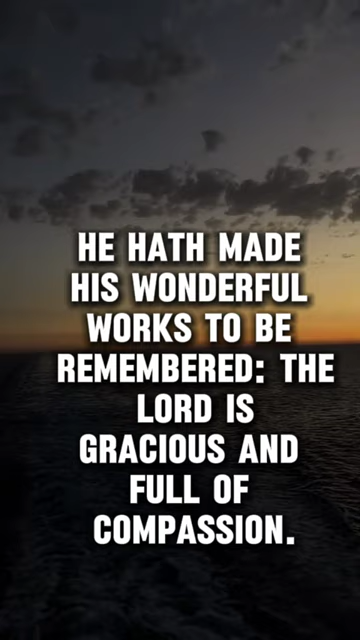 HE HATH MADE
HIS WONDERFUL
WORKS TO BE
REMEMBERED: THE
LORD IS
GRACIOUS AND
FULL OF
COMPASSION.